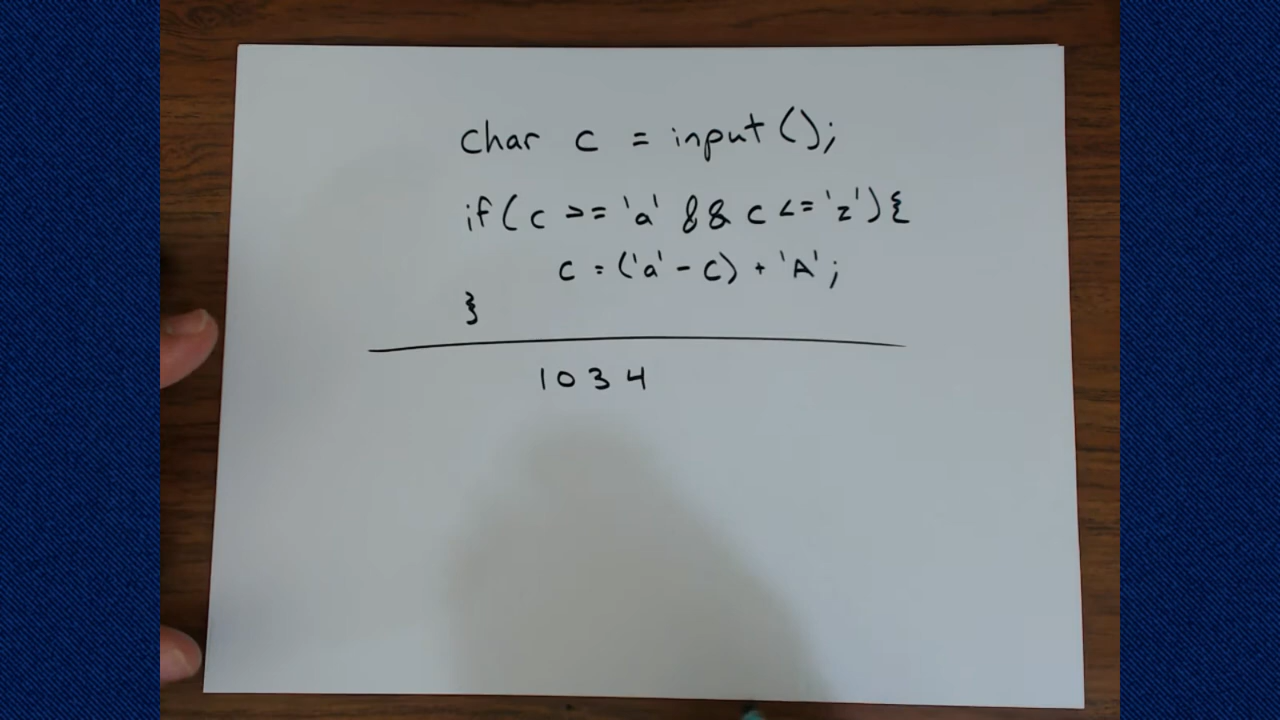 char c = input();
if(c >= 'a' && c <= 'z'){
c = ('a' - c) + 'A';
}
1034